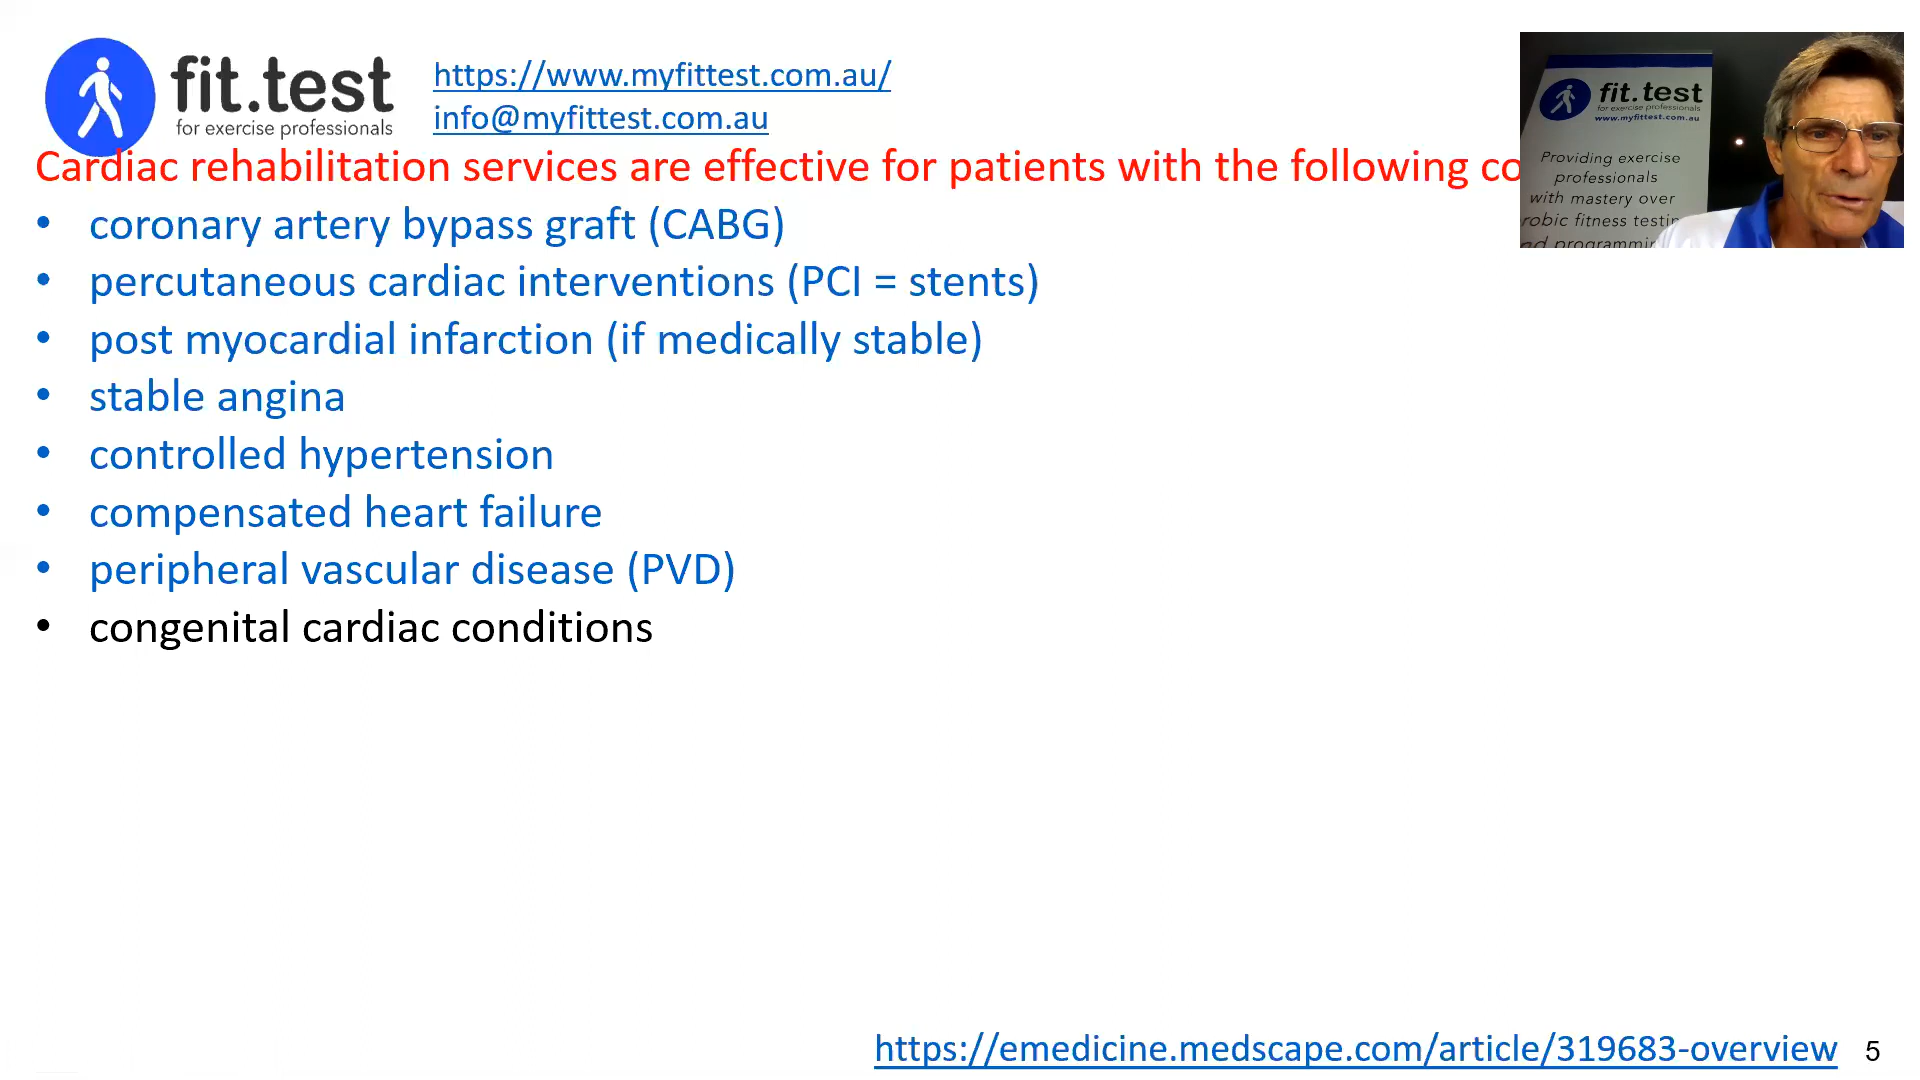 fit.test
for exercise professionals
https://www.myfittest.com.au/
info@myfittest.com.au
fit.test
for exercise professionals
www.myfittest.com.au
Providing exercise
professionals
with mastery over
robic fitness testin
Cardiac rehabilitation services are effective for patients with the following co
• coronary artery bypass graft (CABG)
• percutaneous cardiac interventions (PCI = stents)
• post myocardial infarction (if medically stable)
• stable angina
• controlled hypertension
• compensated heart failure
• peripheral vascular disease (PVD)
• congenital cardiac conditions
https://emedicine.medscape.com/article/319683-overview
5